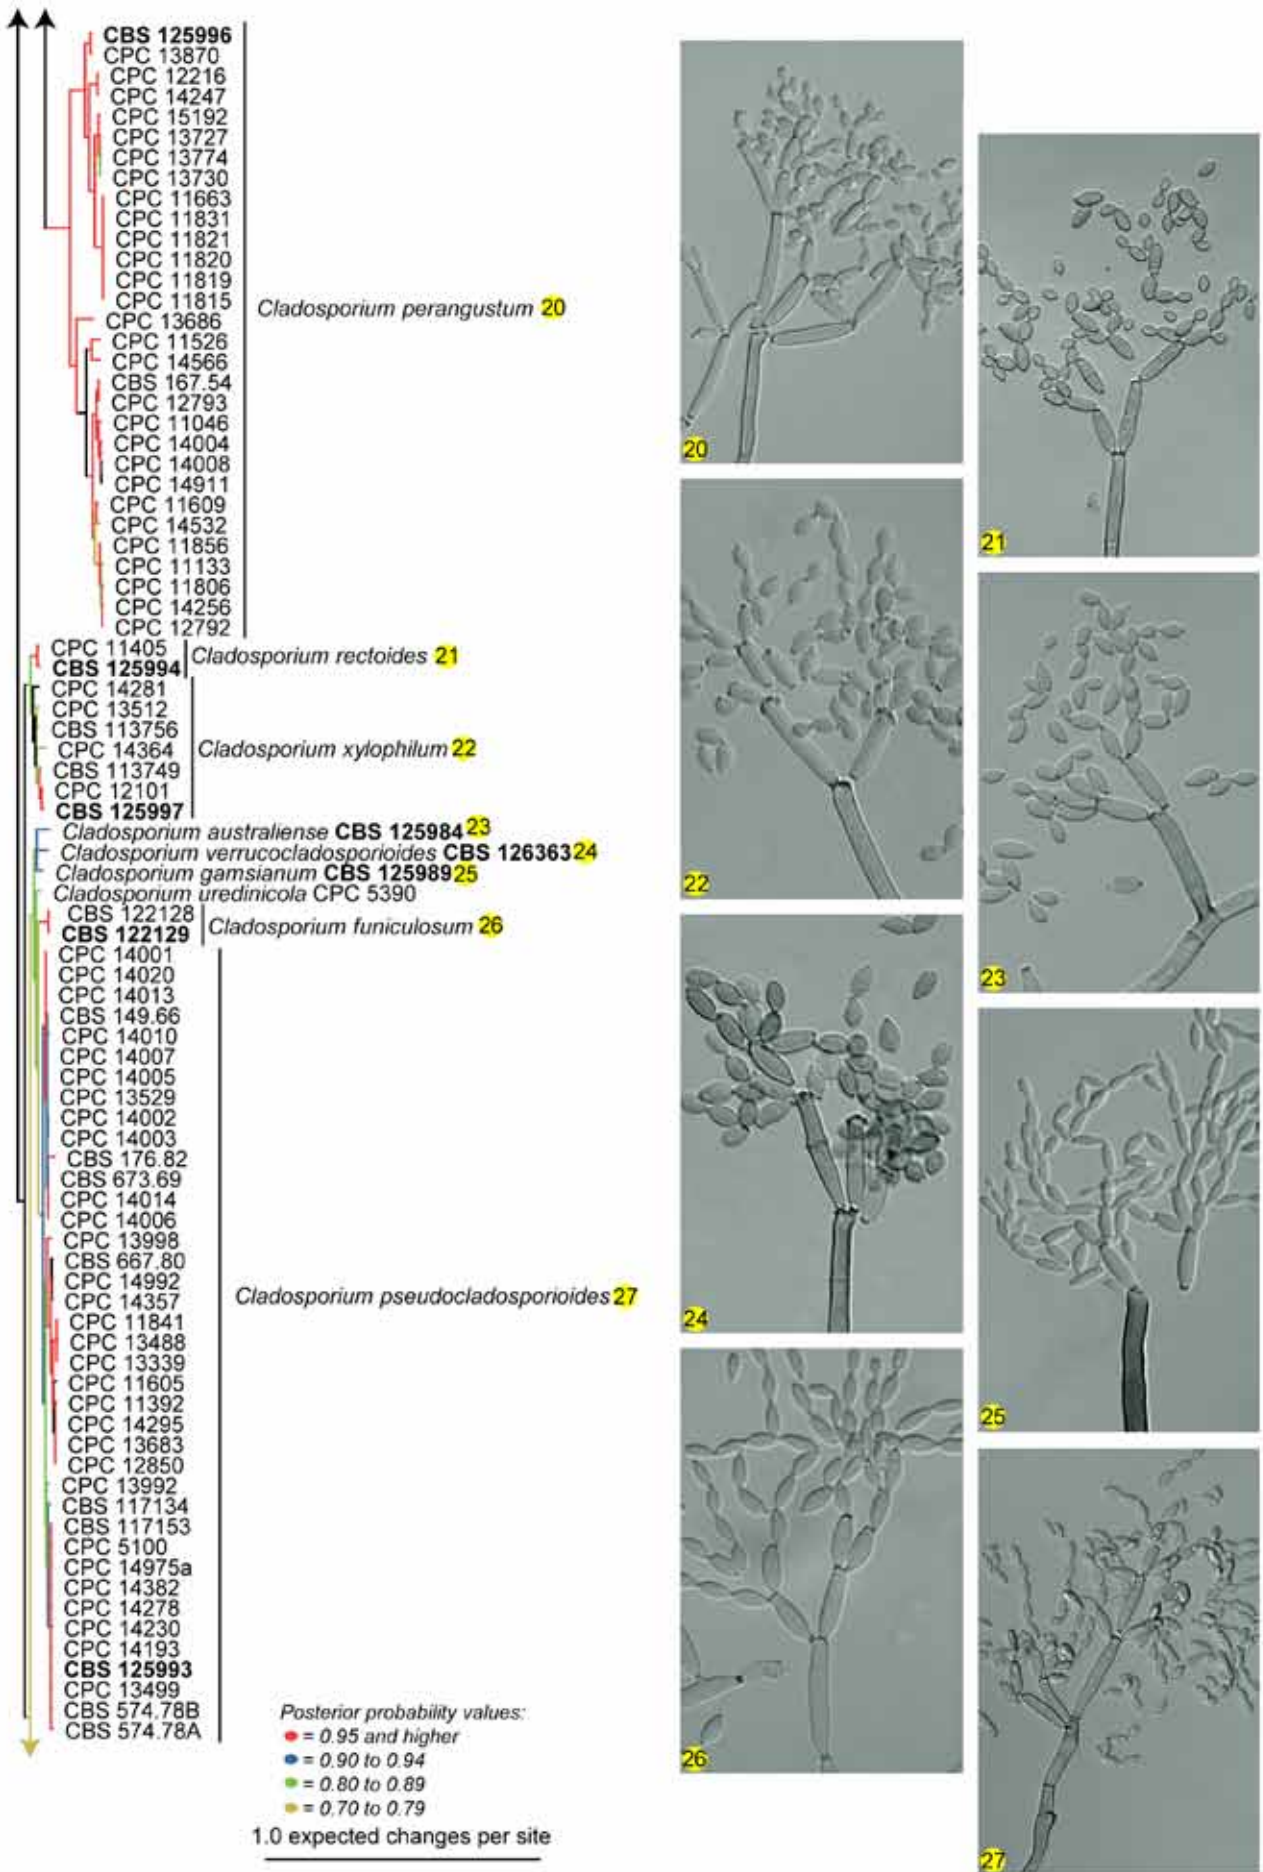 CBS 125996
CPC 13870
CPC 12216
CPC 14247
CPC 15192
CPC 13727
CPC 13774
CPC 13730
CPC 11663
CPC 11831
CPC 11821
CPC 11820
CPC 11819
CPC 11815
Cladosporium perangustum 20
CPC 13686
CPC 11526
CPC 14566
CBS 167.54
CPC 12793
CPC 11046
CPC 14004
CPC 14008
CPC 14911
CPC 11609
CPC 14532
CPC 11856
CPC 11133
CPC 11806
CPC 14256
CPC 12792
CPC 11405
Cladosporium rectoides 21
CBS 125994
CPC 14281
CPC 13512
CBS 113756
CPC 14364
Cladosporium xylophilum 22
CBS 113749
CPC 12101
CBS 125997
Cladosporium australiense CBS 125984 23
Cladosporium verrucocladosporioides CBS 126363 24
Cladosporium gamsianum CBS 125989 25
Cladosporium uredinicola CPC 5390
CBS 122128
Cladosporium funiculosum 26
CBS 122129
CPC 14001
CPC 14020
CPC 14013
CBS 149.66
CPC 14010
CPC 14007
CPC 14005
CPC 13529
CPC 14002
CPC 14003
CBS 176.82
CBS 673.69
CPC 14014
CPC 14006
CPC 13998
CBS 667.80
CPC 14992
Cladosporium pseudocladosporioides 27
CPC 14357
CPC 11841
CPC 13488
CPC 13339
CPC 11605
CPC 11392
CPC 14295
CPC 13683
CPC 12850
CPC 13992
CBS 117134
CBS 117153
CPC 5100
CPC 14975a
CPC 14382
CPC 14278
CPC 14230
CPC 14193
CBS 125993
CPC 13499
CBS 574.78B
CBS 574.78A
Posterior probability values:
= 0.95 and higher
= 0.90 to 0.94
= 0.80 to 0.89
= 0.70 to 0.79
1.0 expected changes per site
20
21
22
23
24
25
26
27